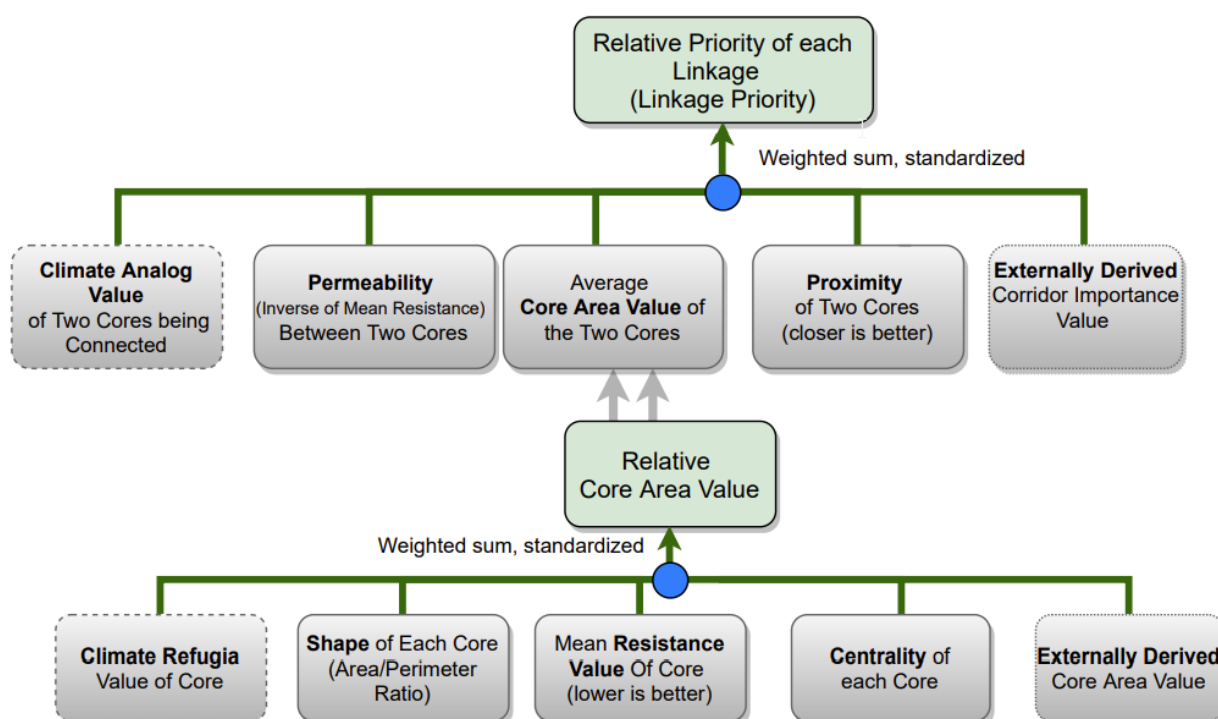 Relative Priority of each
Linkage
(Linkage Priority)
Weighted sum, standardized
Climate Analog
Value
of Two Cores being
Connected
Permeability
(Inverse of Mean Resistance)
Between Two Cores
Average
Core Area Value of
the Two Cores
Proximity
of Two Cores
(closer is better)
Externally Derived
Corridor Importance
Value
Relative
Core Area Value
Weighted sum, standardized
Climate Refugia
Value of Core
Shape of Each Core
(Area/Perimeter
Ratio)
Mean Resistance
Value Of Core
(lower is better)
Centrality of
each Core
Externally Derived
Core Area Value